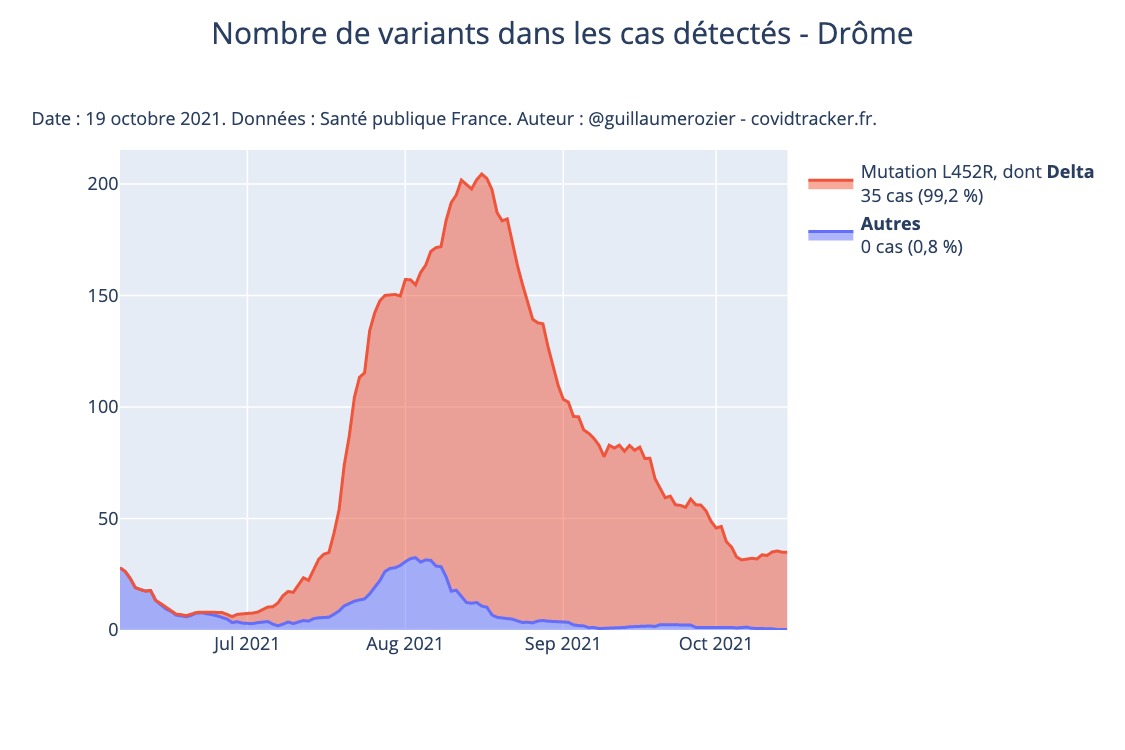 Nombre de variants dans les cas détectés - Drôme
Date : 19 octobre 2021. Données : Santé publique France. Auteur : @guillaumerozier - covidtracker.fr.
Mutation L452R, dont Delta
35 cas (99,2 %)
Autres
0 cas (0,8 %)
200
150
100
50
0
Jul 2021
Aug 2021
Sep 2021
Oct 2021